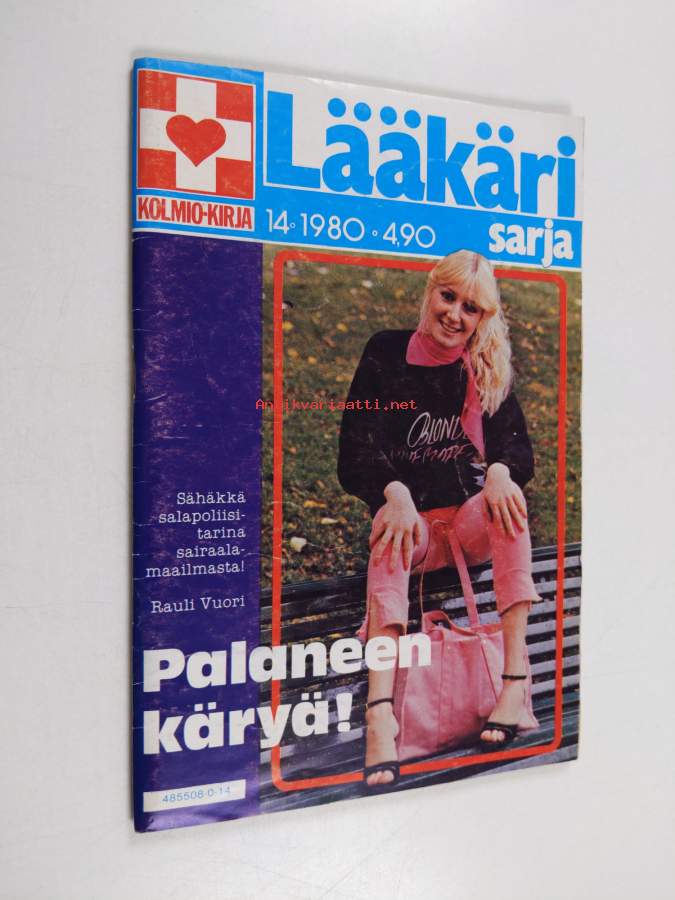 Lääkäri
sarja
KOLMIO-KIRJA
14 • 1980 • 4,90
Antikvariaatti.net
BLONDE
Sähäkkä
salapoliisi-
tarina
sairaala-
maailmasta!
Rauli Vuori
Palaneen
käryä!
485508-0-14